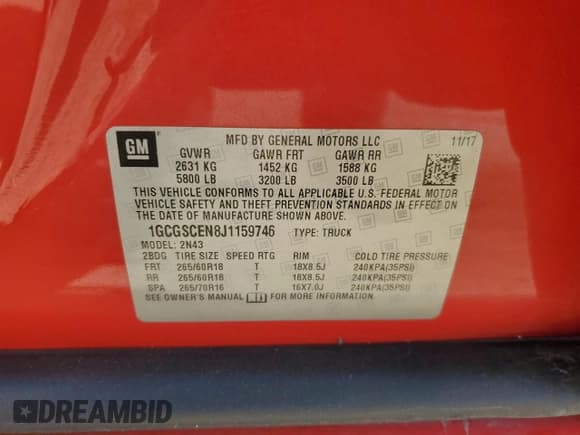 GM
MFD BY GENERAL MOTORS LLC 11/17
GVWR GAWR FRT GAWR RR
2631 KG 1452 KG 1588 KG
5800 LB 3200 LB 3500 LB
THIS VEHICLE CONFORMS TO ALL APPLICABLE U.S. FEDERAL MOTOR
VEHICLE SAFETY AND THEFT PREVENTION STANDARDS IN EFFECT ON
THE DATE OF MANUFACTURE SHOWN ABOVE.
1GCGSCEN8J1159746 TYPE: TRUCK
MODEL: 2N43
2BDG TIRE SIZE SPEED RTG RIM COLD TIRE PRESSURE
FRT 265/60R18 T 18X8.5J 240KPA(35PSI)
RR 265/60R18 T 18X8.5J 240KPA(35PSI)
SPA 265/70R16 T 16X7.0J 240KPA(35PSI)
SEE OWNER'S MANUAL FOR MORE INFORMATION.
DREAMBID